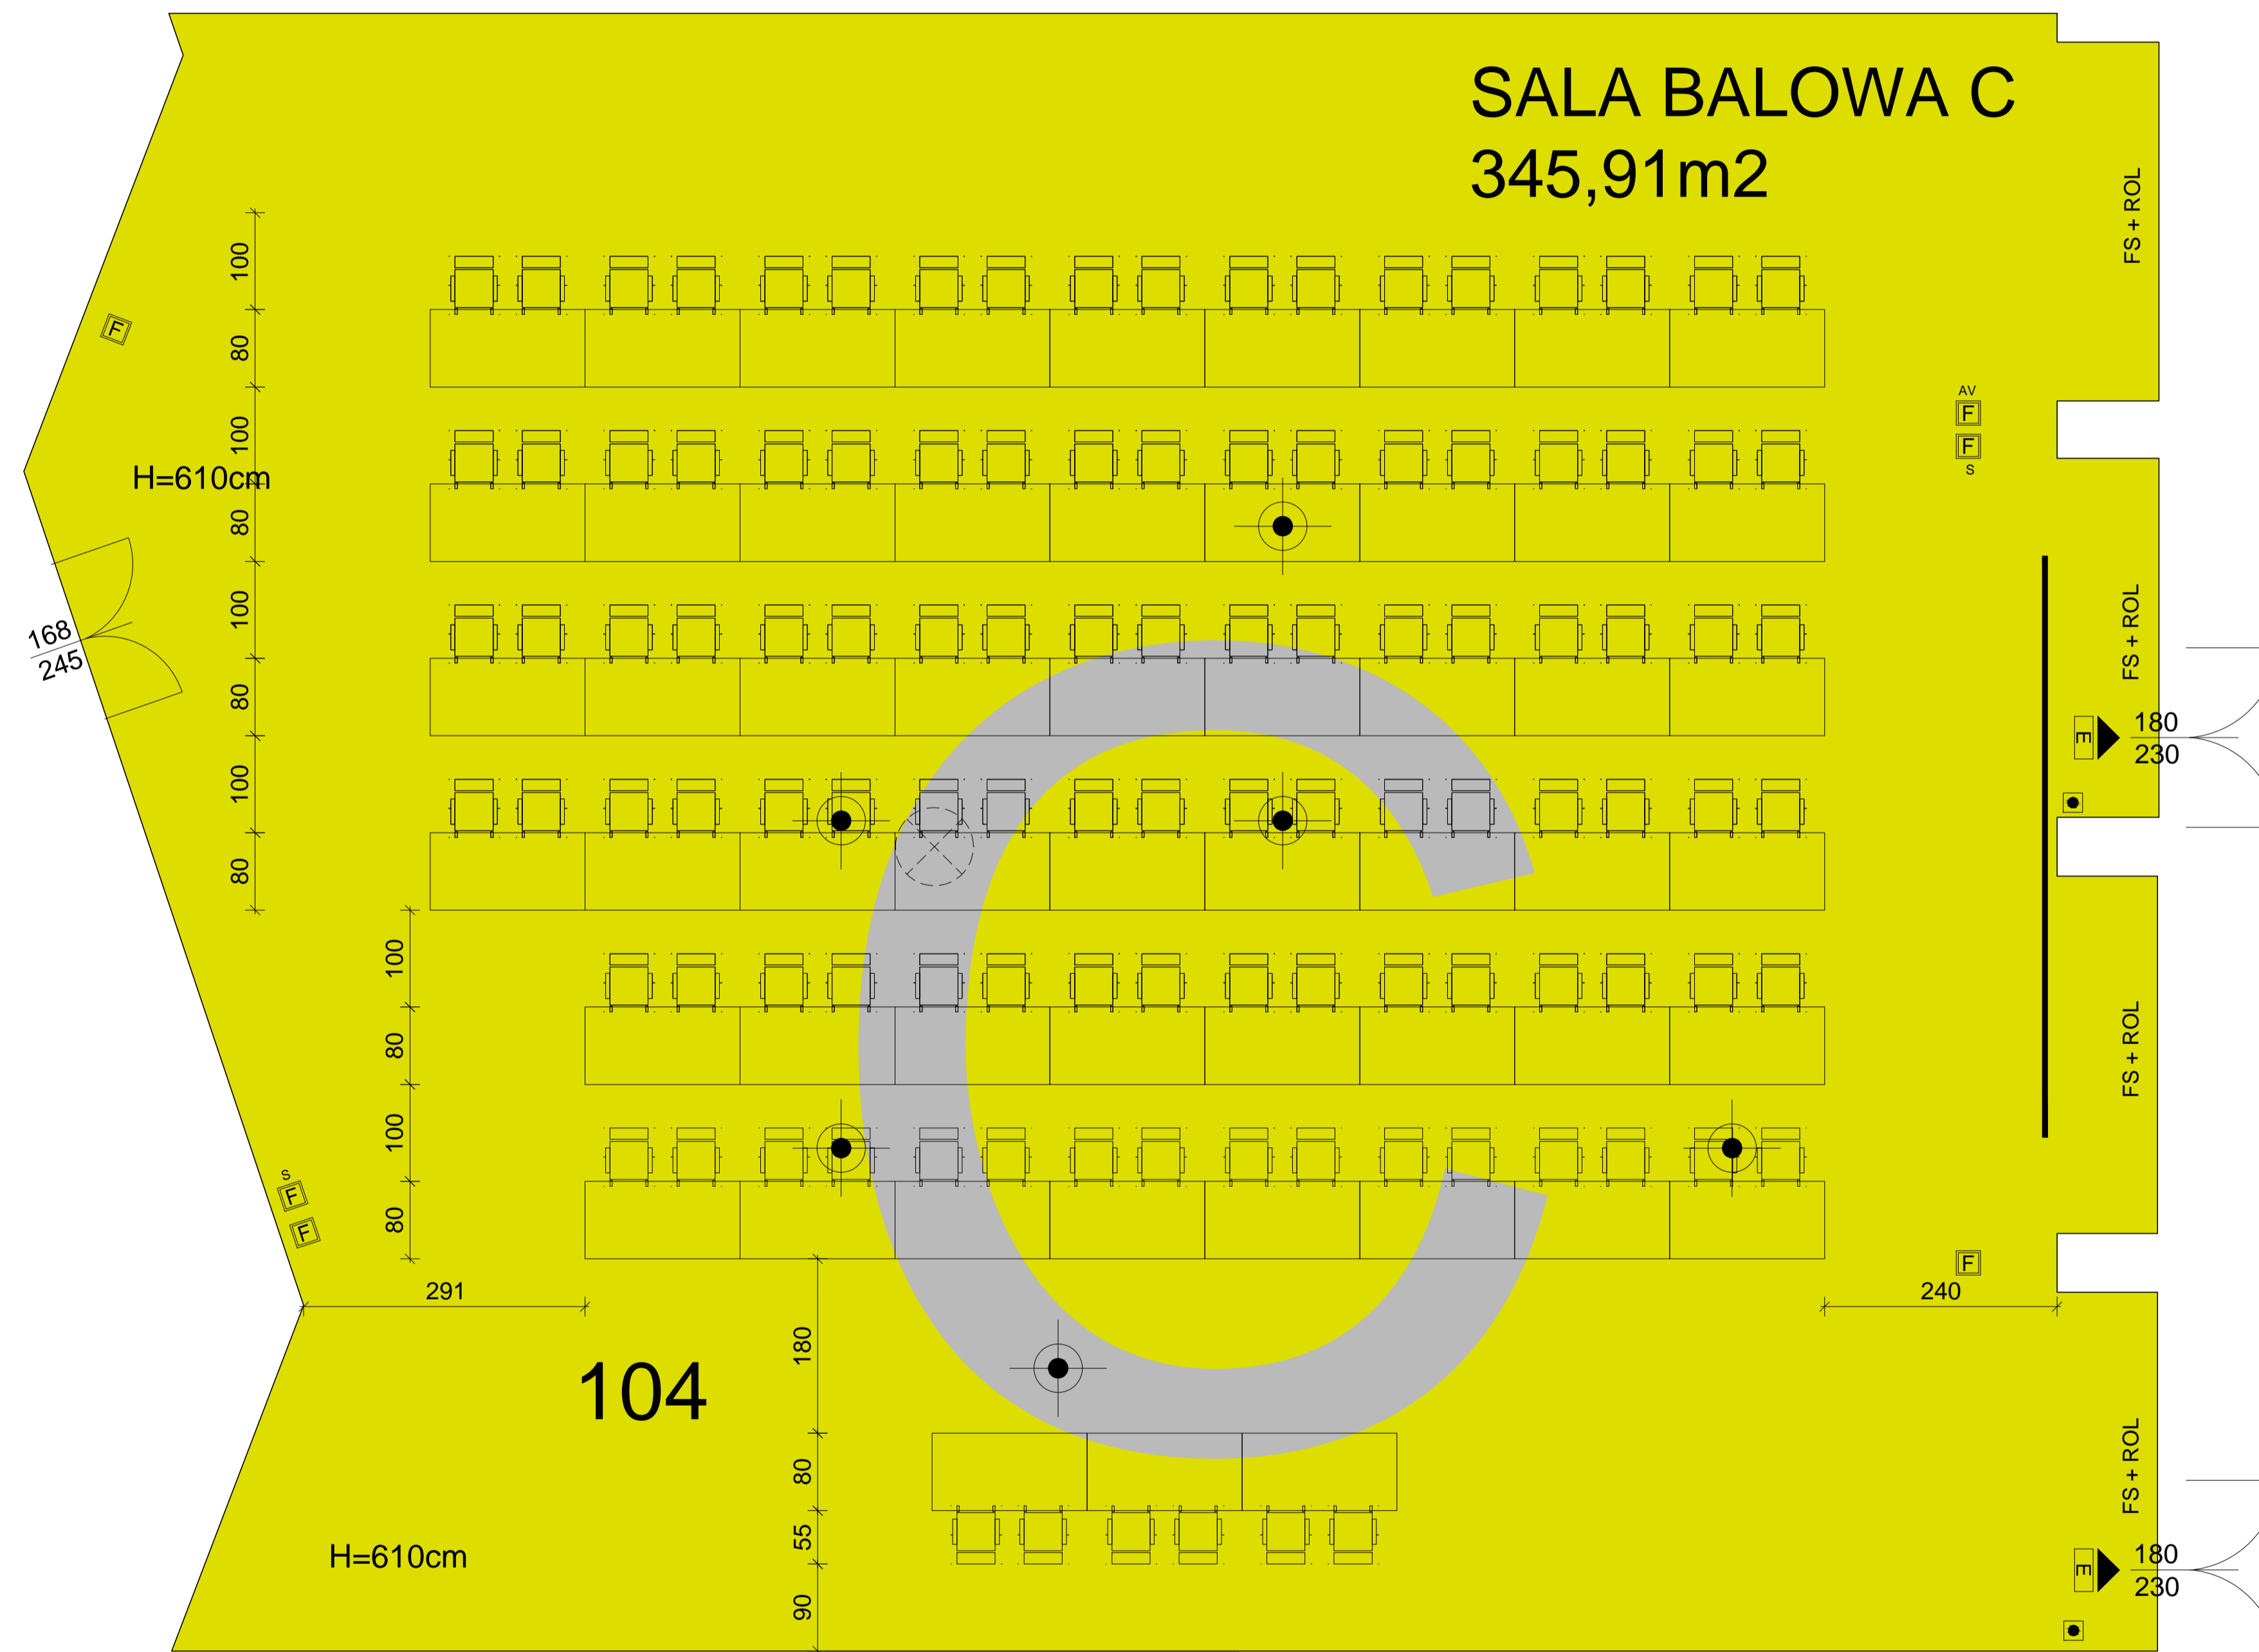 SALA BALOWA C
345,91m2
FS + ROL
100
80
F
AV
F
F
S
100
H=610cm
80
100
FS + ROL
168
245
80
180
230
E
100
80
100
FS + ROL
80
100
S
F
F
80
F
291
240
180
104
FS + ROL
80
55
H=610cm
180
230
E
90
C